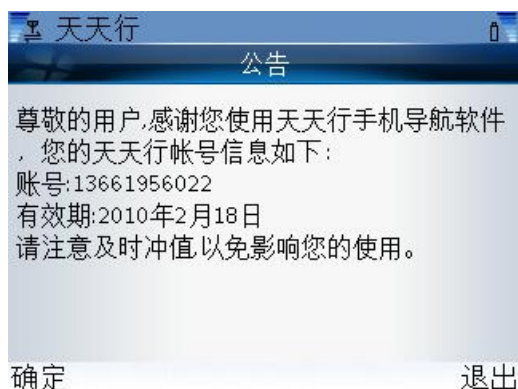 天天行
公告
尊敬的用户,感谢您使用天天行手机导航软件
，您的天天行帐号信息如下：
账号:13661956022
有效期:2010年2月18日
请注意及时冲值,以免影响您的使用。
确定 退出